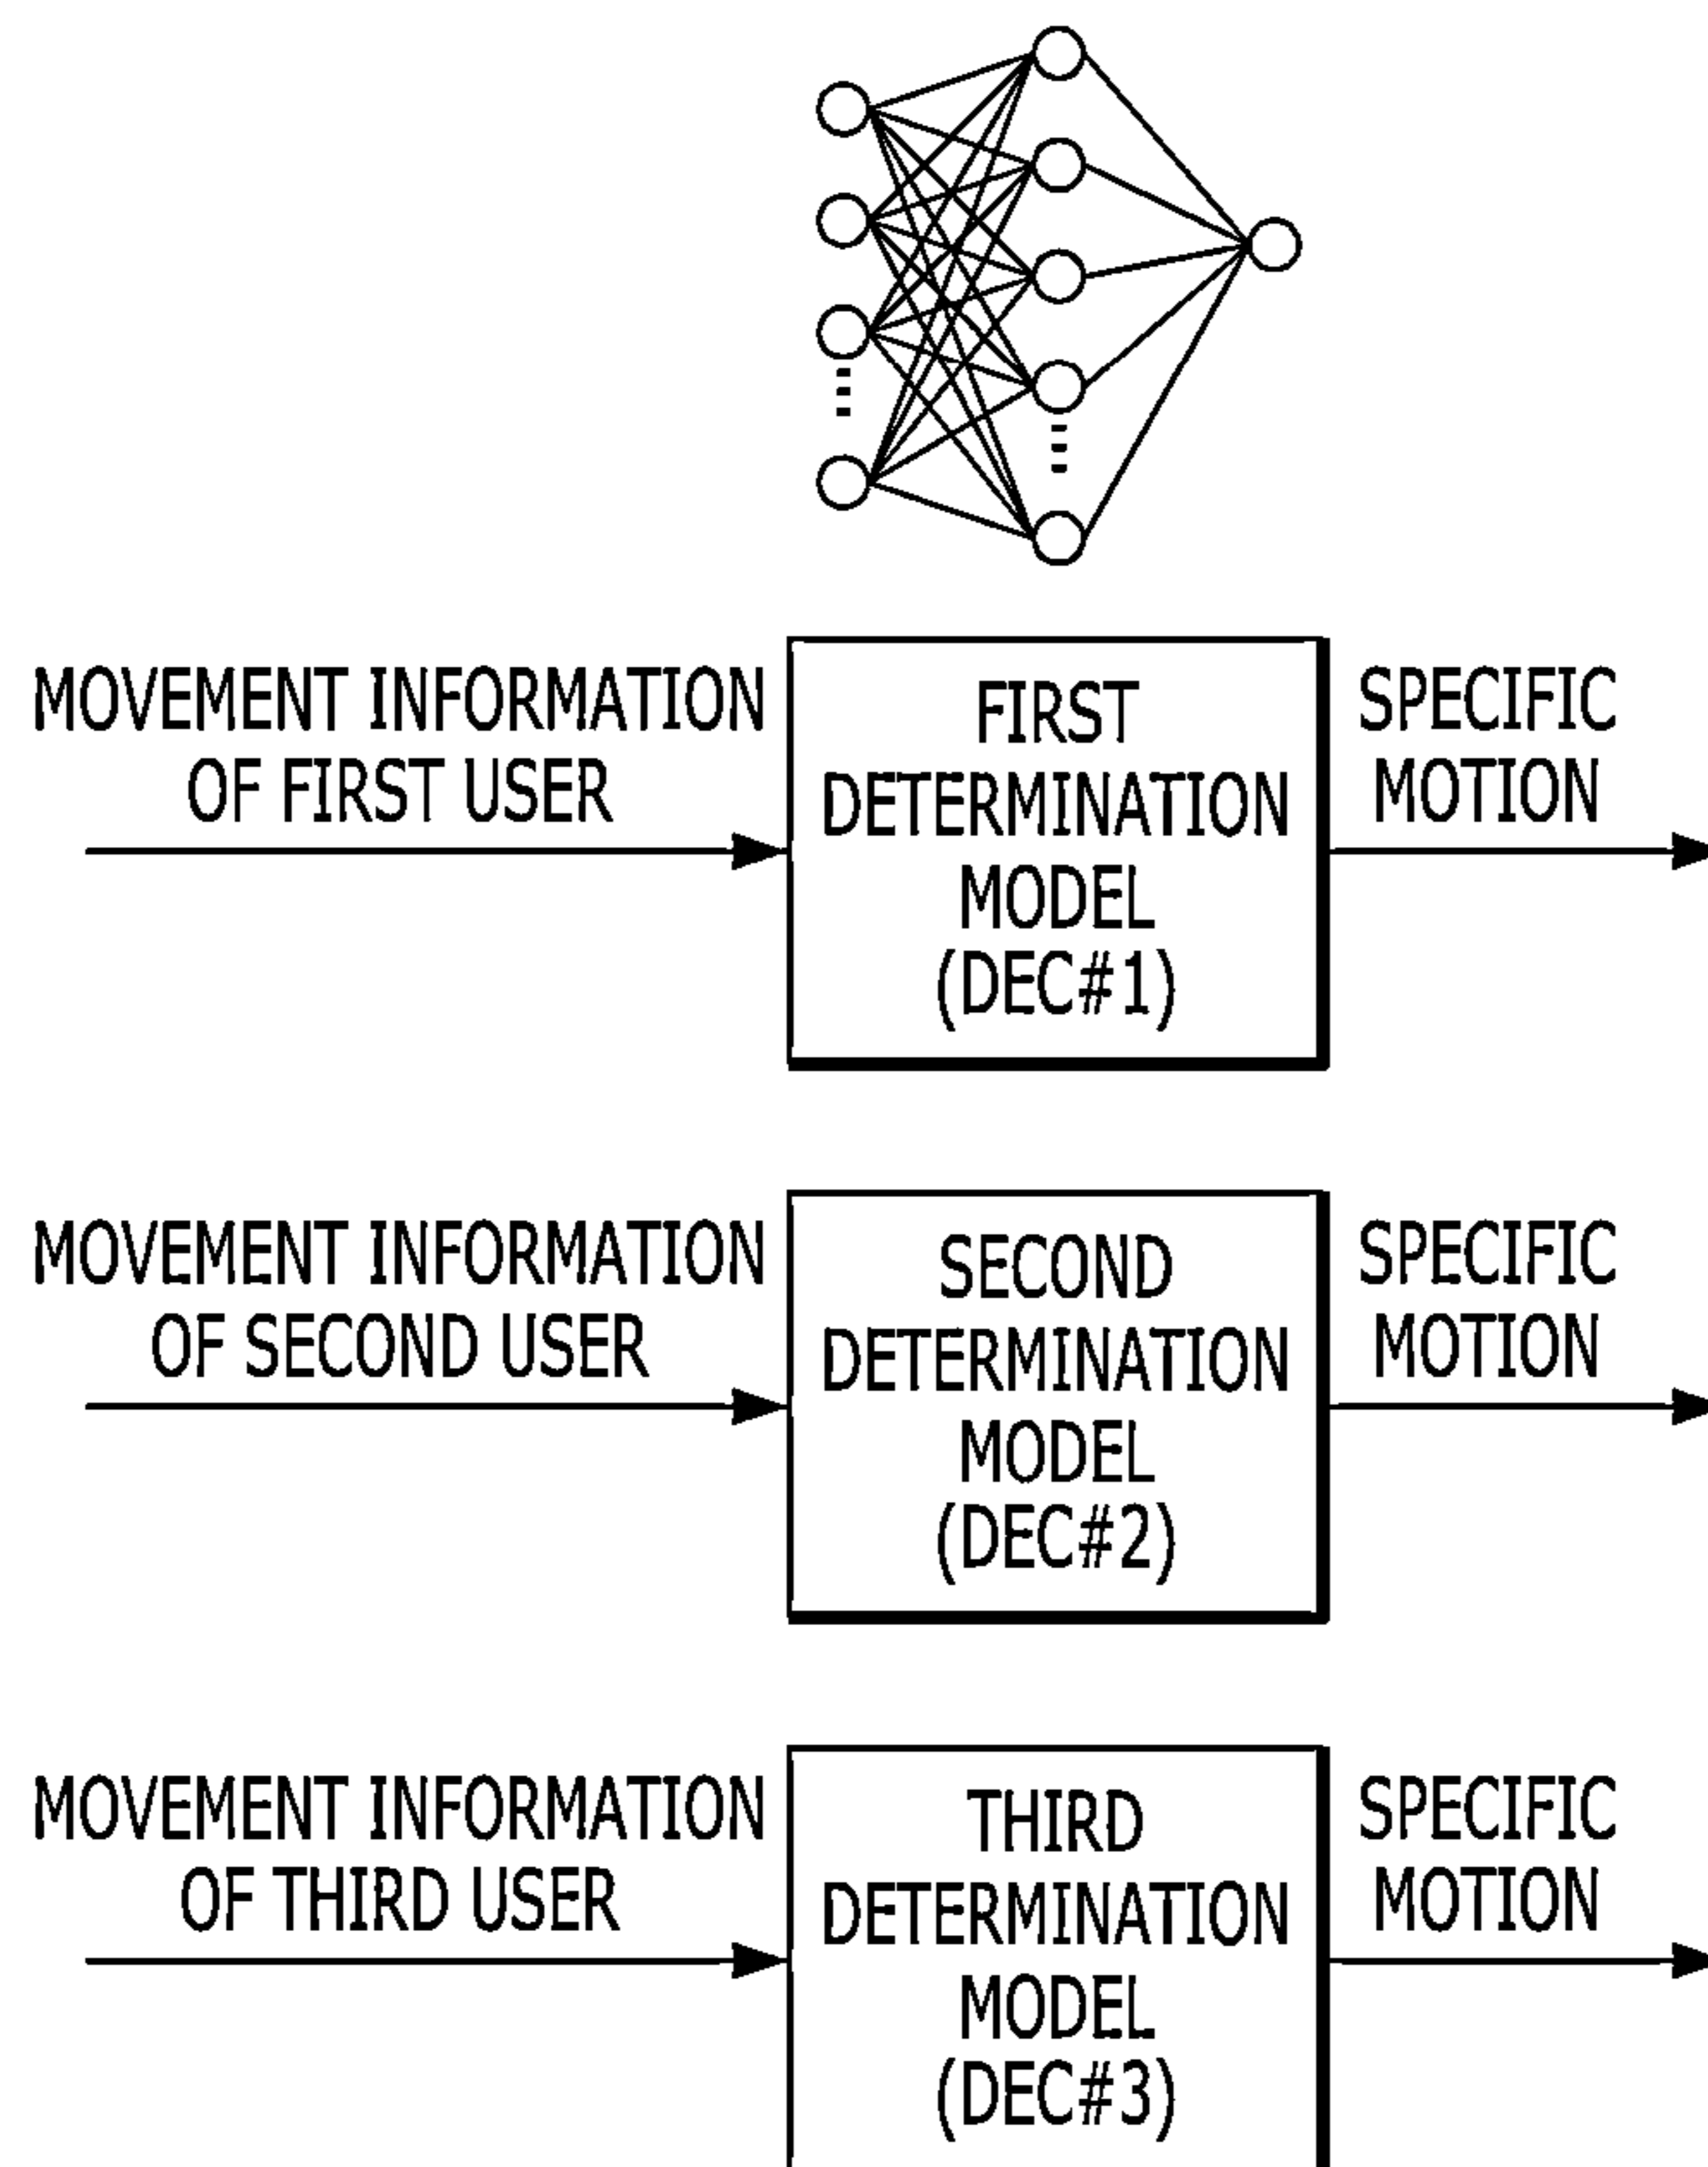 MOVEMENT INFORMATION
OF FIRST USER
FIRST
DETERMINATION
MODEL
(DEC#1)
SPECIFIC
MOTION
MOVEMENT INFORMATION
OF SECOND USER
SECOND
DETERMINATION
MODEL
(DEC#2)
SPECIFIC
MOTION
MOVEMENT INFORMATION
OF THIRD USER
THIRD
DETERMINATION
MODEL
(DEC#3)
SPECIFIC
MOTION